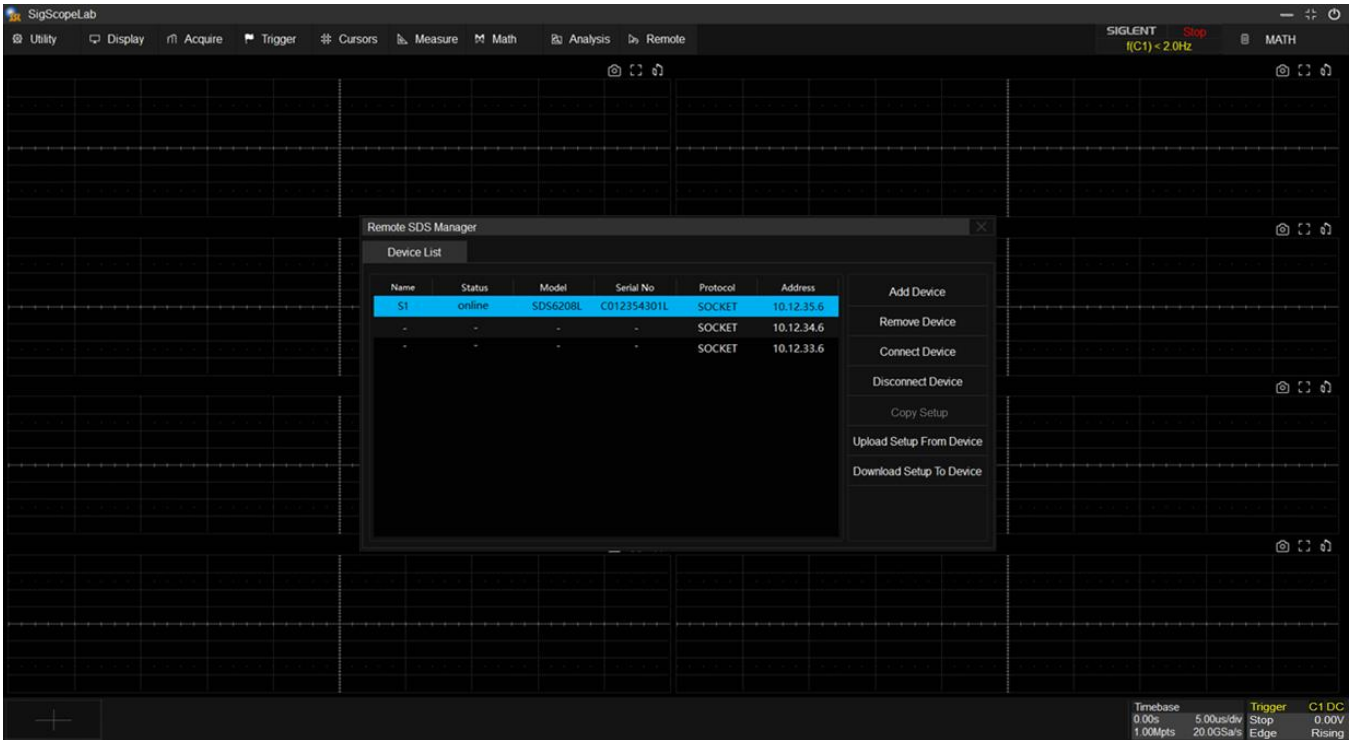 SigScopeLab
Utility Display Acquire Trigger Cursors Measure Math Analysis Remote SIGLENT Stop MATH
f(C1) < 2.0Hz
Remote SDS Manager
Device List
Name Status Model Serial No Protocol Address
S1 online SDS6208L C012354301L SOCKET 10.12.35.6
- - - - SOCKET 10.12.34.6
- - - - SOCKET 10.12.33.6
Add Device
Remove Device
Connect Device
Disconnect Device
Copy Setup
Upload Setup From Device
Download Setup To Device
Timebase Trigger C1 DC
0.00s 5.00us/div Stop 0.00V
1.00Mpts 20.0GSa/s Edge Rising